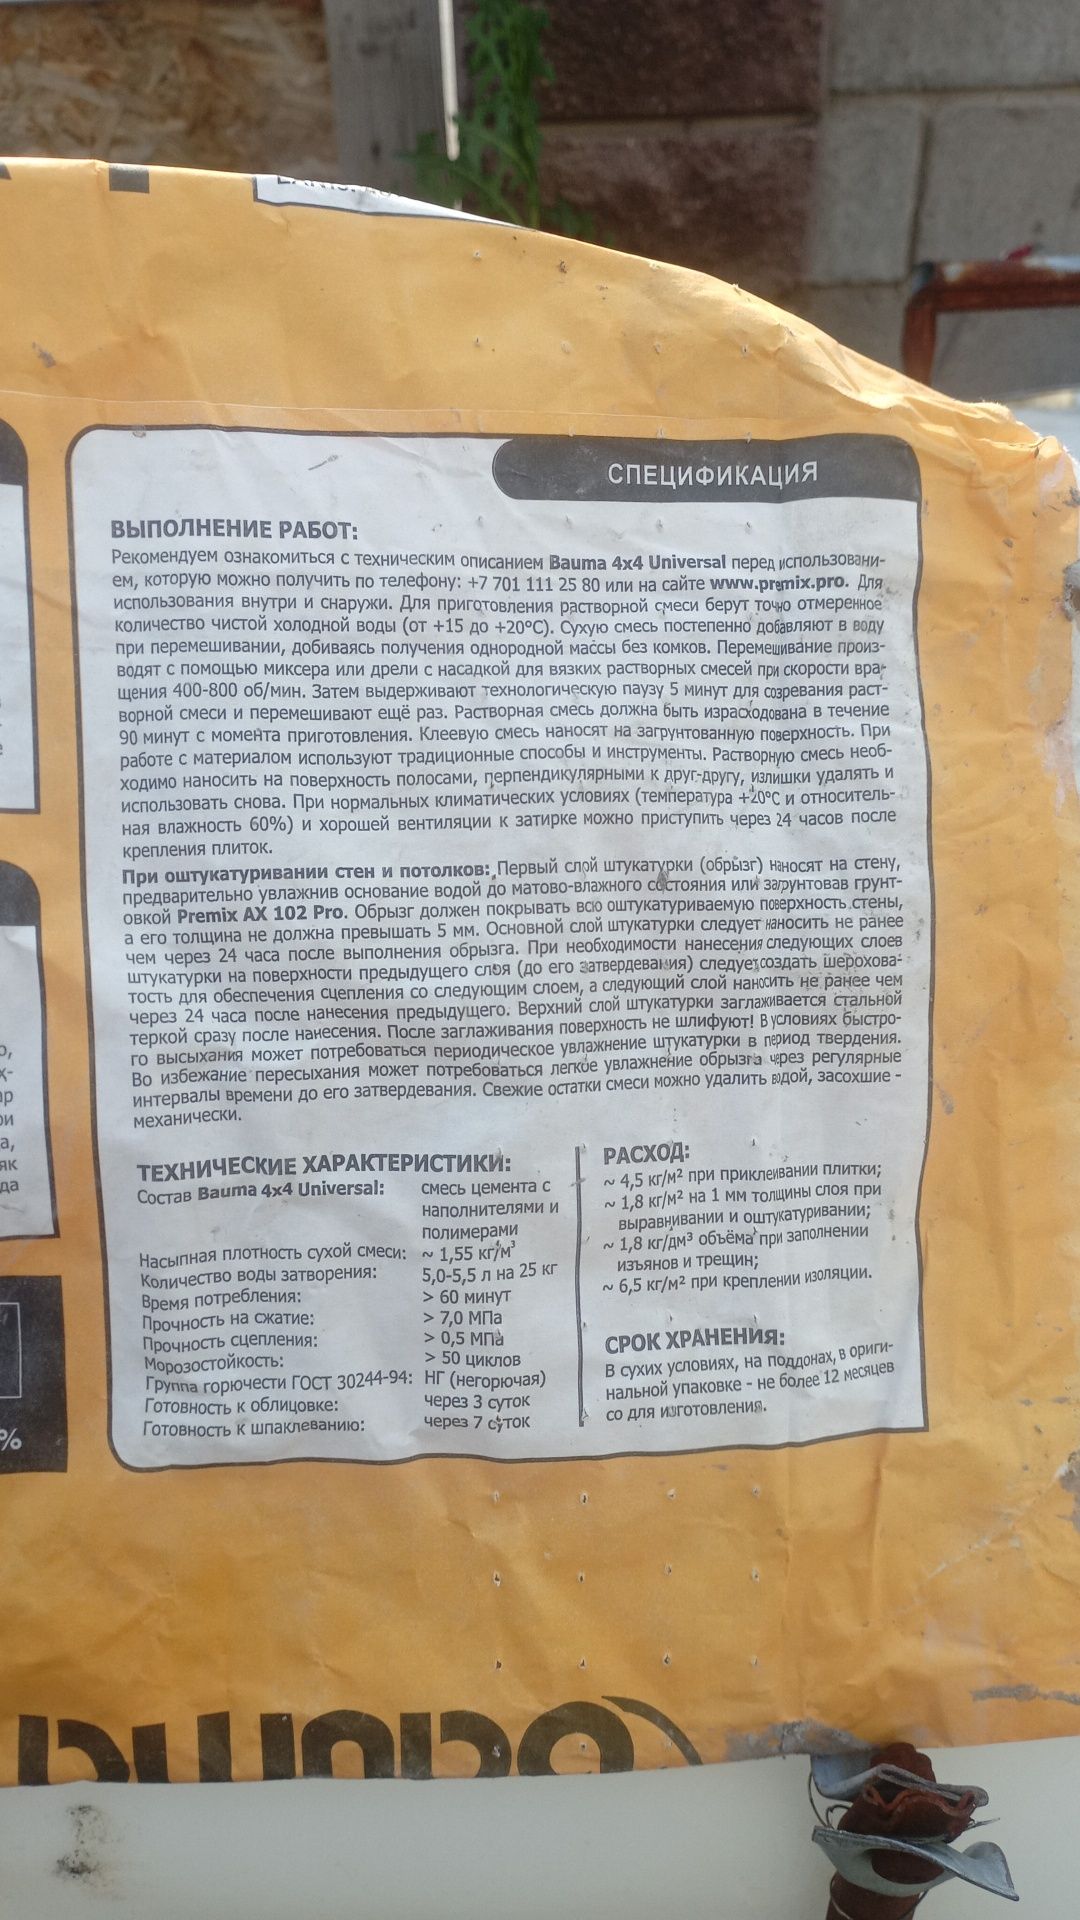 СПЕЦИФИКАЦИЯ
ВЫПОЛНЕНИЕ РАБОТ:
Рекомендуем ознакомиться с техническим описанием Bauma 4x4 Universal перед использовани-
ем, которую можно получить по телефону: +7 701 111 25 80 или на сайте www.premix.pro. Для
использования внутри и снаружи. Для приготовления растворной смеси берут точно отмеренное
количество чистой холодной воды (от +15 до +20°С). Сухую смесь постепенно добавляют в воду
при перемешивании, добиваясь получения однородной массы без комков. Перемешивание произ-
водят с помощью миксера или дрели с насадкой для вязких растворных смесей при скорости вра-
щения 400-800 об/мин. Затем выдерживают технологическую паузу 5 минут для созревания раст-
ворной смеси и перемешивают ещё раз. Растворная смесь должна быть израсходована в течение
90 минут с момента приготовления. Клеевую смесь наносят на загрунтованную поверхность. При
работе с материалом используют традиционные способы и инструменты. Растворную смесь необ-
ходимо наносить на поверхность полосами, перпендикулярными к друг-другу, излишки удалять и
использовать снова. При нормальных климатических условиях (температура +20°С и относитель-
ная влажность 60%) и хорошей вентиляции к затирке можно приступить через 24 часов после
крепления плиток.
При оштукатуривании стен и потолков: Первый слой штукатурки (обрызг) наносят на стену,
предварительно увлажнив основание водой до матово-влажного состояния или загрунтовав грунт-
овкой Premix AX 102 Pro. Обрызг должен покрывать всю оштукатуриваемую поверхность стены,
а его толщина не должна превышать 5 мм. Основной слой штукатурки следует наносить не ранее
чем через 24 часа после выполнения обрызга. При необходимости нанесения следующих слоев
штукатурки на поверхности предыдущего слоя (до его затвердевания) следует создать шерохова-
тость для обеспечения сцепления со следующим слоем, а следующий слой наносить не ранее чем
через 24 часа после нанесения предыдущего. Верхний слой штукатурки заглаживается стальной
теркой сразу после нанесения. После заглаживания поверхность не шлифуют! В условиях быстро-
го высыхания может потребоваться периодическое увлажнение штукатурки в период твердения.
Во избежание пересыхания может потребоваться легкое увлажнение обрызга через регулярные
интервалы времени до его затвердевания. Свежие остатки смеси можно удалить водой, засохшие -
механически.
ТЕХНИЧЕСКИЕ ХАРАКТЕРИСТИКИ:
Состав Bauma 4x4 Universal: смесь цемента с
наполнителями и
полимерами
Насыпная плотность сухой смеси: ~ 1,55 кг/м³
Количество воды затворения: 5,0-5,5 л на 25 кг
Время потребления: > 60 минут
Прочность на сжатие: > 7,0 МПа
Прочность сцепления: > 0,5 МПа
Морозостойкость: > 50 циклов
Группа горючести ГОСТ 30244-94: НГ (негорючая)
Готовность к облицовке: через 3 суток
Готовность к шпаклеванию: через 7 суток
РАСХОД:
~ 4,5 кг/м² при приклеивании плитки;
~ 1,8 кг/м² на 1 мм толщины слоя при
выравнивании и оштукатуривании;
~ 1,8 кг/дм³ объёма при заполнении
изъянов и трещин;
~ 6,5 кг/м² при креплении изоляции.
СРОК ХРАНЕНИЯ:
В сухих условиях, на поддонах, в ориги-
нальной упаковке - не более 12 месяцев
со для изготовления.
%
bauma